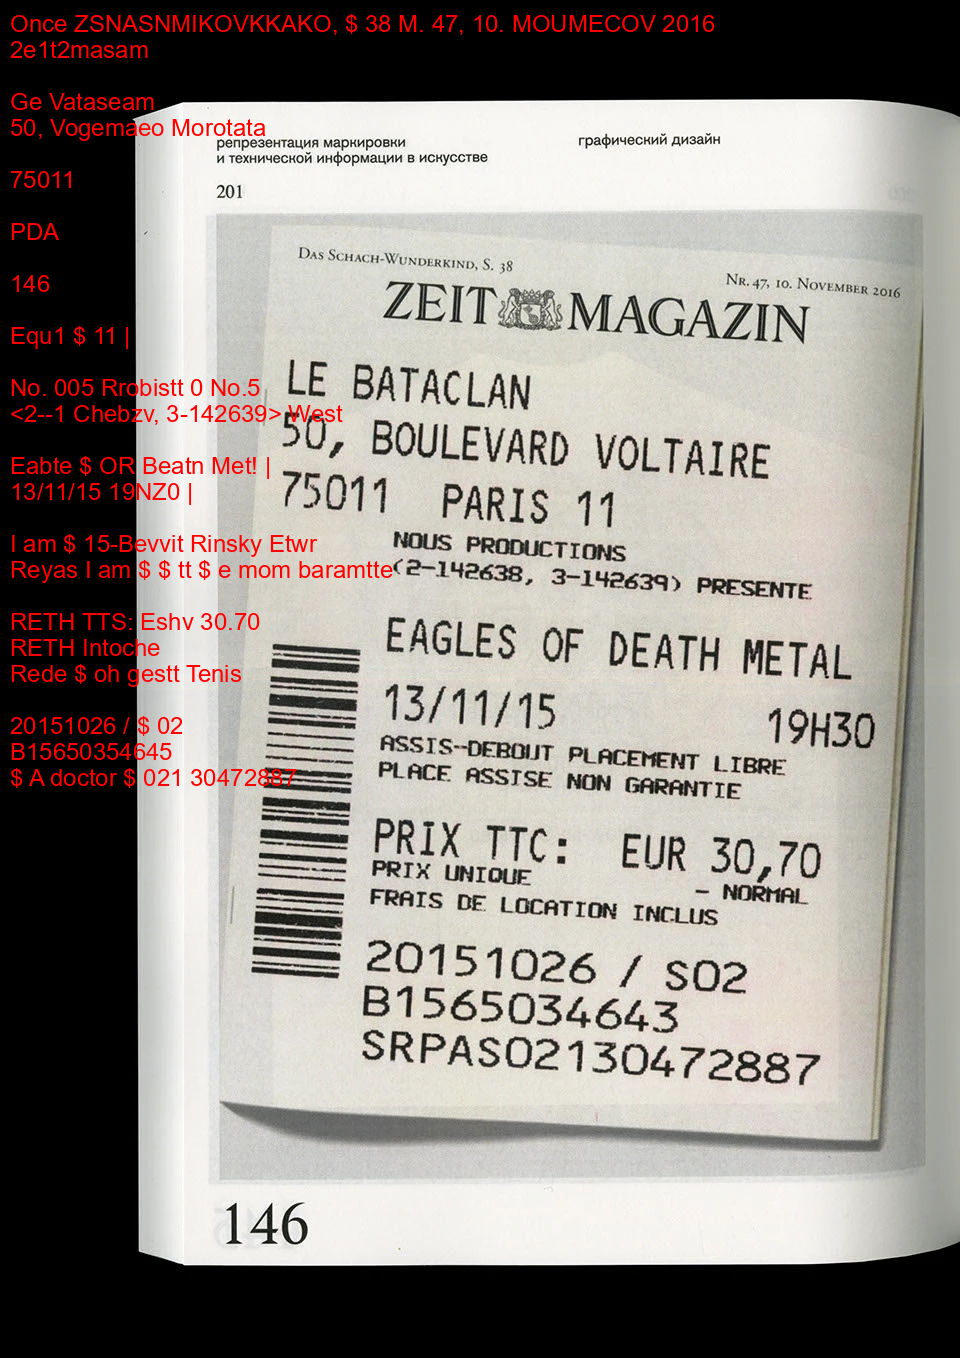 Once ZSNASNMIKOVKKAKO, $ 38 M. 47, 10. MOUMECOV 2016
2e1t2masam
Ge Vataseam
50, Vogemaeo Morotata
75011
PDA
146
Equ1 $ 11 |
No. 005 Rrobistt 0 No.5
<2--1 Chebzv, 3-142639> West
Eabte $ OR Beatn Met! |
13/11/15 19NZ0 |
I am $ 15-Bevvit Rinsky Etwr
Reyas I am $ $ tt $ e mom baramtte
RETH TTS: Eshv 30.70
RETH Intoche
Rede $ oh gestt Tenis
20151026 / $ 02
B15650354645
$ A doctor $ 021 30472887
репрезентация маркировки
и технической информации в искусстве
графический дизайн
201
DAS SCHACH-WUNDERKIND, S. 38
NR. 47, 10. NOVEMBER 2016
ZEIT MAGAZIN
LE BATACLAN
50, BOULEVARD VOLTAIRE
75011 PARIS 11
NOUS PRODUCTIONS
(2-142638, 3-142639) PRESENTE
EAGLES OF DEATH METAL
13/11/15 19H30
ASSIS-DEBOUT PLACEMENT LIBRE
PLACE ASSISE NON GARANTIE
PRIX TTC: EUR 30,70
PRIX UNIQUE - NORMAL
FRAIS DE LOCATION INCLUS
20151026 / S02
B1565034643
SRPAS02130472887
146